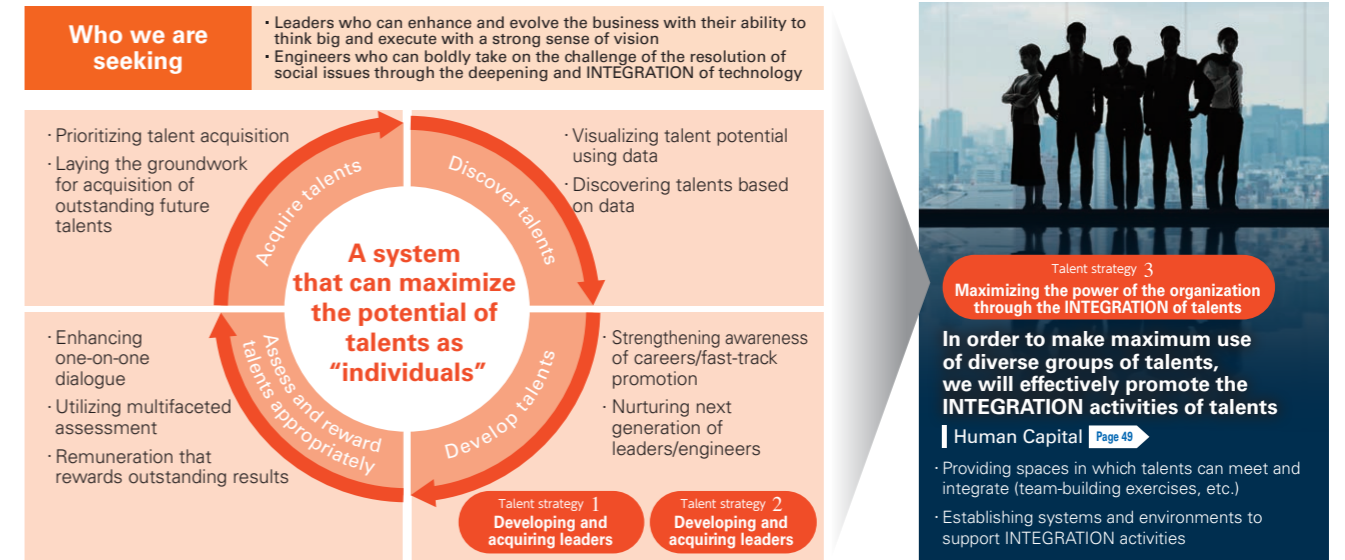 Who we are
seeking
· Leaders who can enhance and evolve the business with their ability to
think big and execute with a strong sense of vision
· Engineers who can boldly take on the challenge of the resolution of
social issues through the deepening and INTEGRATION of technology
· Prioritizing talent acquisition
· Laying the groundwork
for acquisition of
outstanding future
talents
Acquire talents
Discover talents
· Visualizing talent potential
using data
· Discovering talents based
on data
A system
that can maximize
the potential of
talents as
“individuals”
· Enhancing
one-on-one
dialogue
· Utilizing multifaceted
assessment
· Remuneration that
rewards outstanding results
Assess and reward
talents appropriately
Develop talents
· Strengthening awareness
of careers/fast-track
promotion
· Nurturing next
generation of
leaders/engineers
Talent strategy 1
Developing and
acquiring leaders
Talent strategy 2
Developing and
acquiring leaders
Talent strategy 3
Maximizing the power of the organization
through the INTEGRATION of talents
In order to make maximum use
of diverse groups of talents,
we will effectively promote the
INTEGRATION activities of talents
Human Capital Page 49
· Providing spaces in which talents can meet and
integrate (team-building exercises, etc.)
· Establishing systems and environments to
support INTEGRATION activities